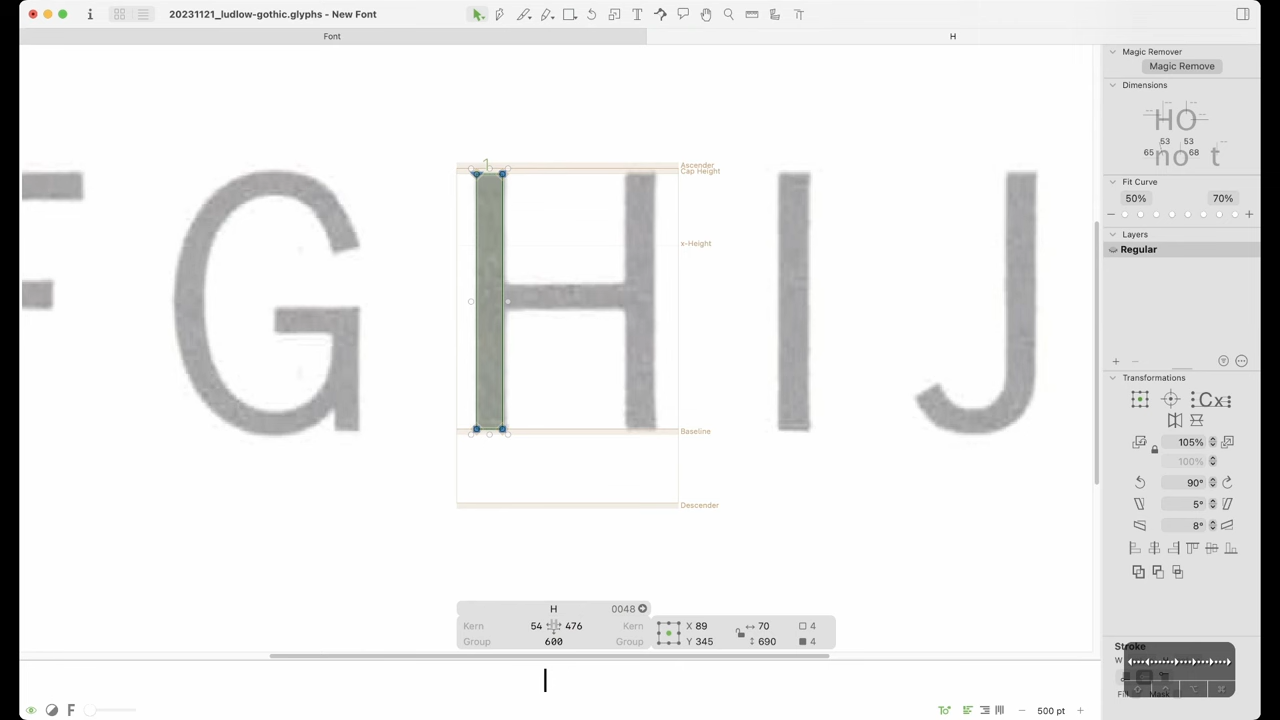 20231121_ludlow-gothic.glyphs - New Font
Font
H
Magic Remover
Magic Remove
Dimensions
HO
53 53
65 no 68 t
Fit Curve
50% 70%
Layers
Regular
Transformations
105%
100%
90°
5°
8°
Ascender
Cap Height
x-Height
Baseline
Descender
G H I J
H 0048
Kern 54 476 Kern
Group 600 Group
X 89 70 4
Y 345 690 4
Stroke
W
Fill Mask
F
500 pt